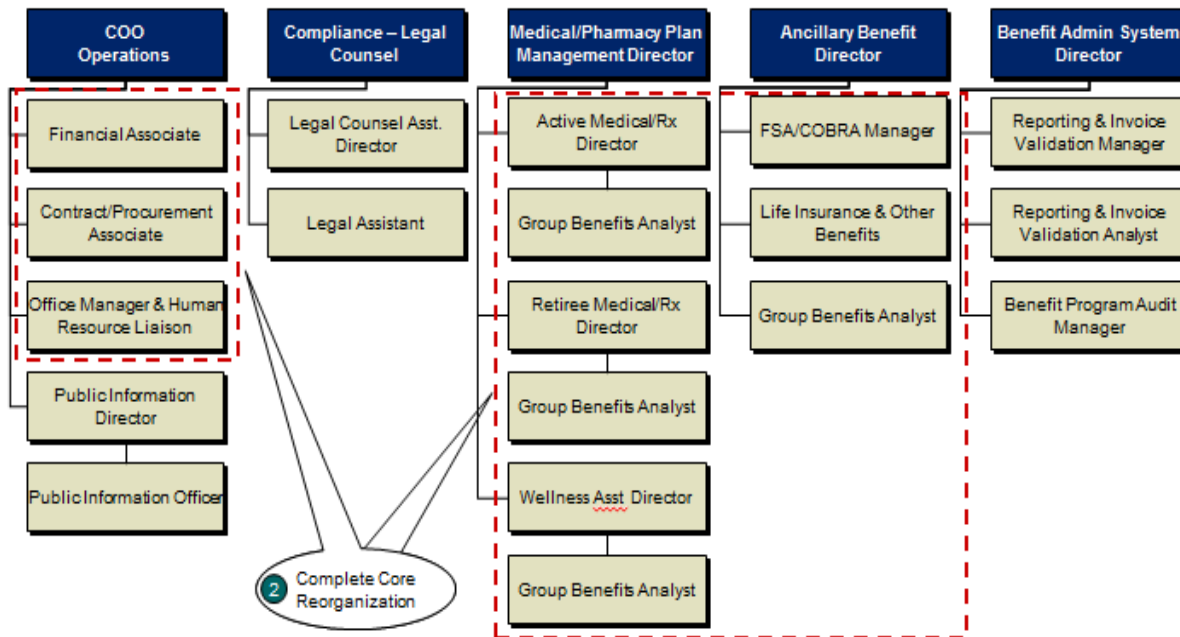 COO
Operations
Compliance – Legal
Counsel
Medical/Pharmacy Plan
Management Director
Ancillary Benefit
Director
Benefit Admin System
Director
Financial Associate
Contract/Procurement
Associate
Office Manager & Human
Resource Liaison
Public Information
Director
Public Information Officer
Legal Counsel Asst.
Director
Legal Assistant
Active Medical/Rx
Director
Group Benefits Analyst
Retiree Medical/Rx
Director
Group Benefits Analyst
Wellness Asst Director
Group Benefits Analyst
FSA/COBRA Manager
Life Insurance & Other
Benefits
Group Benefits Analyst
Reporting & Invoice
Validation Manager
Reporting & Invoice
Validation Analyst
Benefit Program Audit
Manager
2
Complete Core
Reorganization